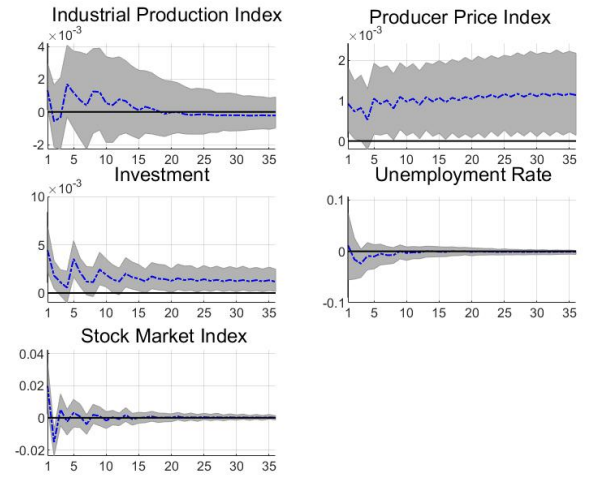 Industrial Production Index
×10⁻³
4
2
0
-2
1 5 10 15 20 25 30 35
Producer Price Index
×10⁻³
2
1
0
1 5 10 15 20 25 30 35
Investment
×10⁻³
10
5
0
1 5 10 15 20 25 30 35
Unemployment Rate
0.1
0
-0.1
1 5 10 15 20 25 30 35
Stock Market Index
0.04
0.02
0
-0.02
1 5 10 15 20 25 30 35